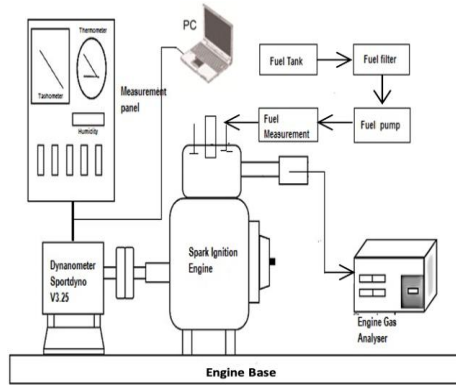 PC
Thermometer
Tashometer
Measurement
panel
Humidity
Fuel Tank
Fuel filter
Fuel
Measurement
Fuel pump
Dynanometer
Sportdyno
V3.25
Spark Ignition
Engine
Engine Gas
Analyser
Engine Base